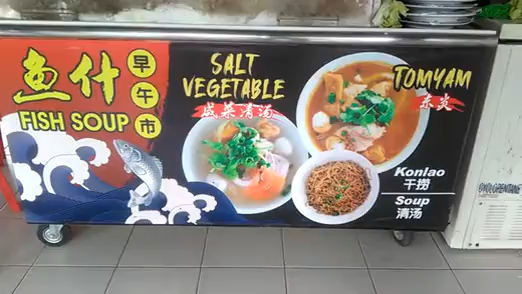 鱼什
早
午
市
FISH SOUP
SALT
VEGETABLE
咸菜清汤
TOMYAM
东炎
Konlao
干捞
Soup
清汤
CYCLOPENTANE